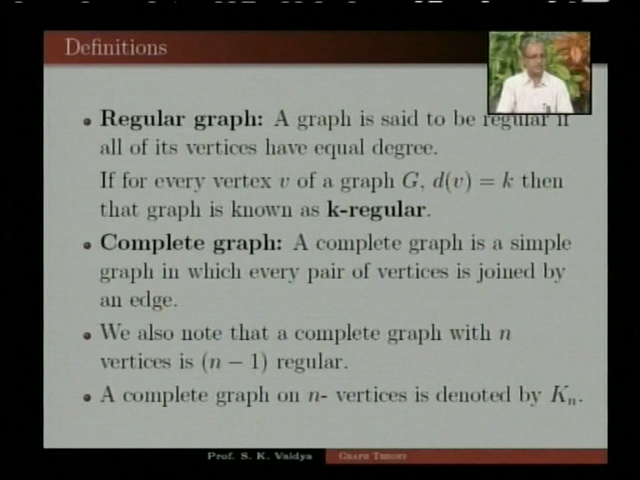 Definitions
• Regular graph: A graph is said to be regular if
all of its vertices have equal degree.
If for every vertex v of a graph G, d(v) = k then
that graph is known as k-regular.
• Complete graph: A complete graph is a simple
graph in which every pair of vertices is joined by
an edge.
• We also note that a complete graph with n
vertices is (n − 1) regular.
• A complete graph on n- vertices is denoted by Kₙ.
Prof. S. K. Vaidya
Graph Theory